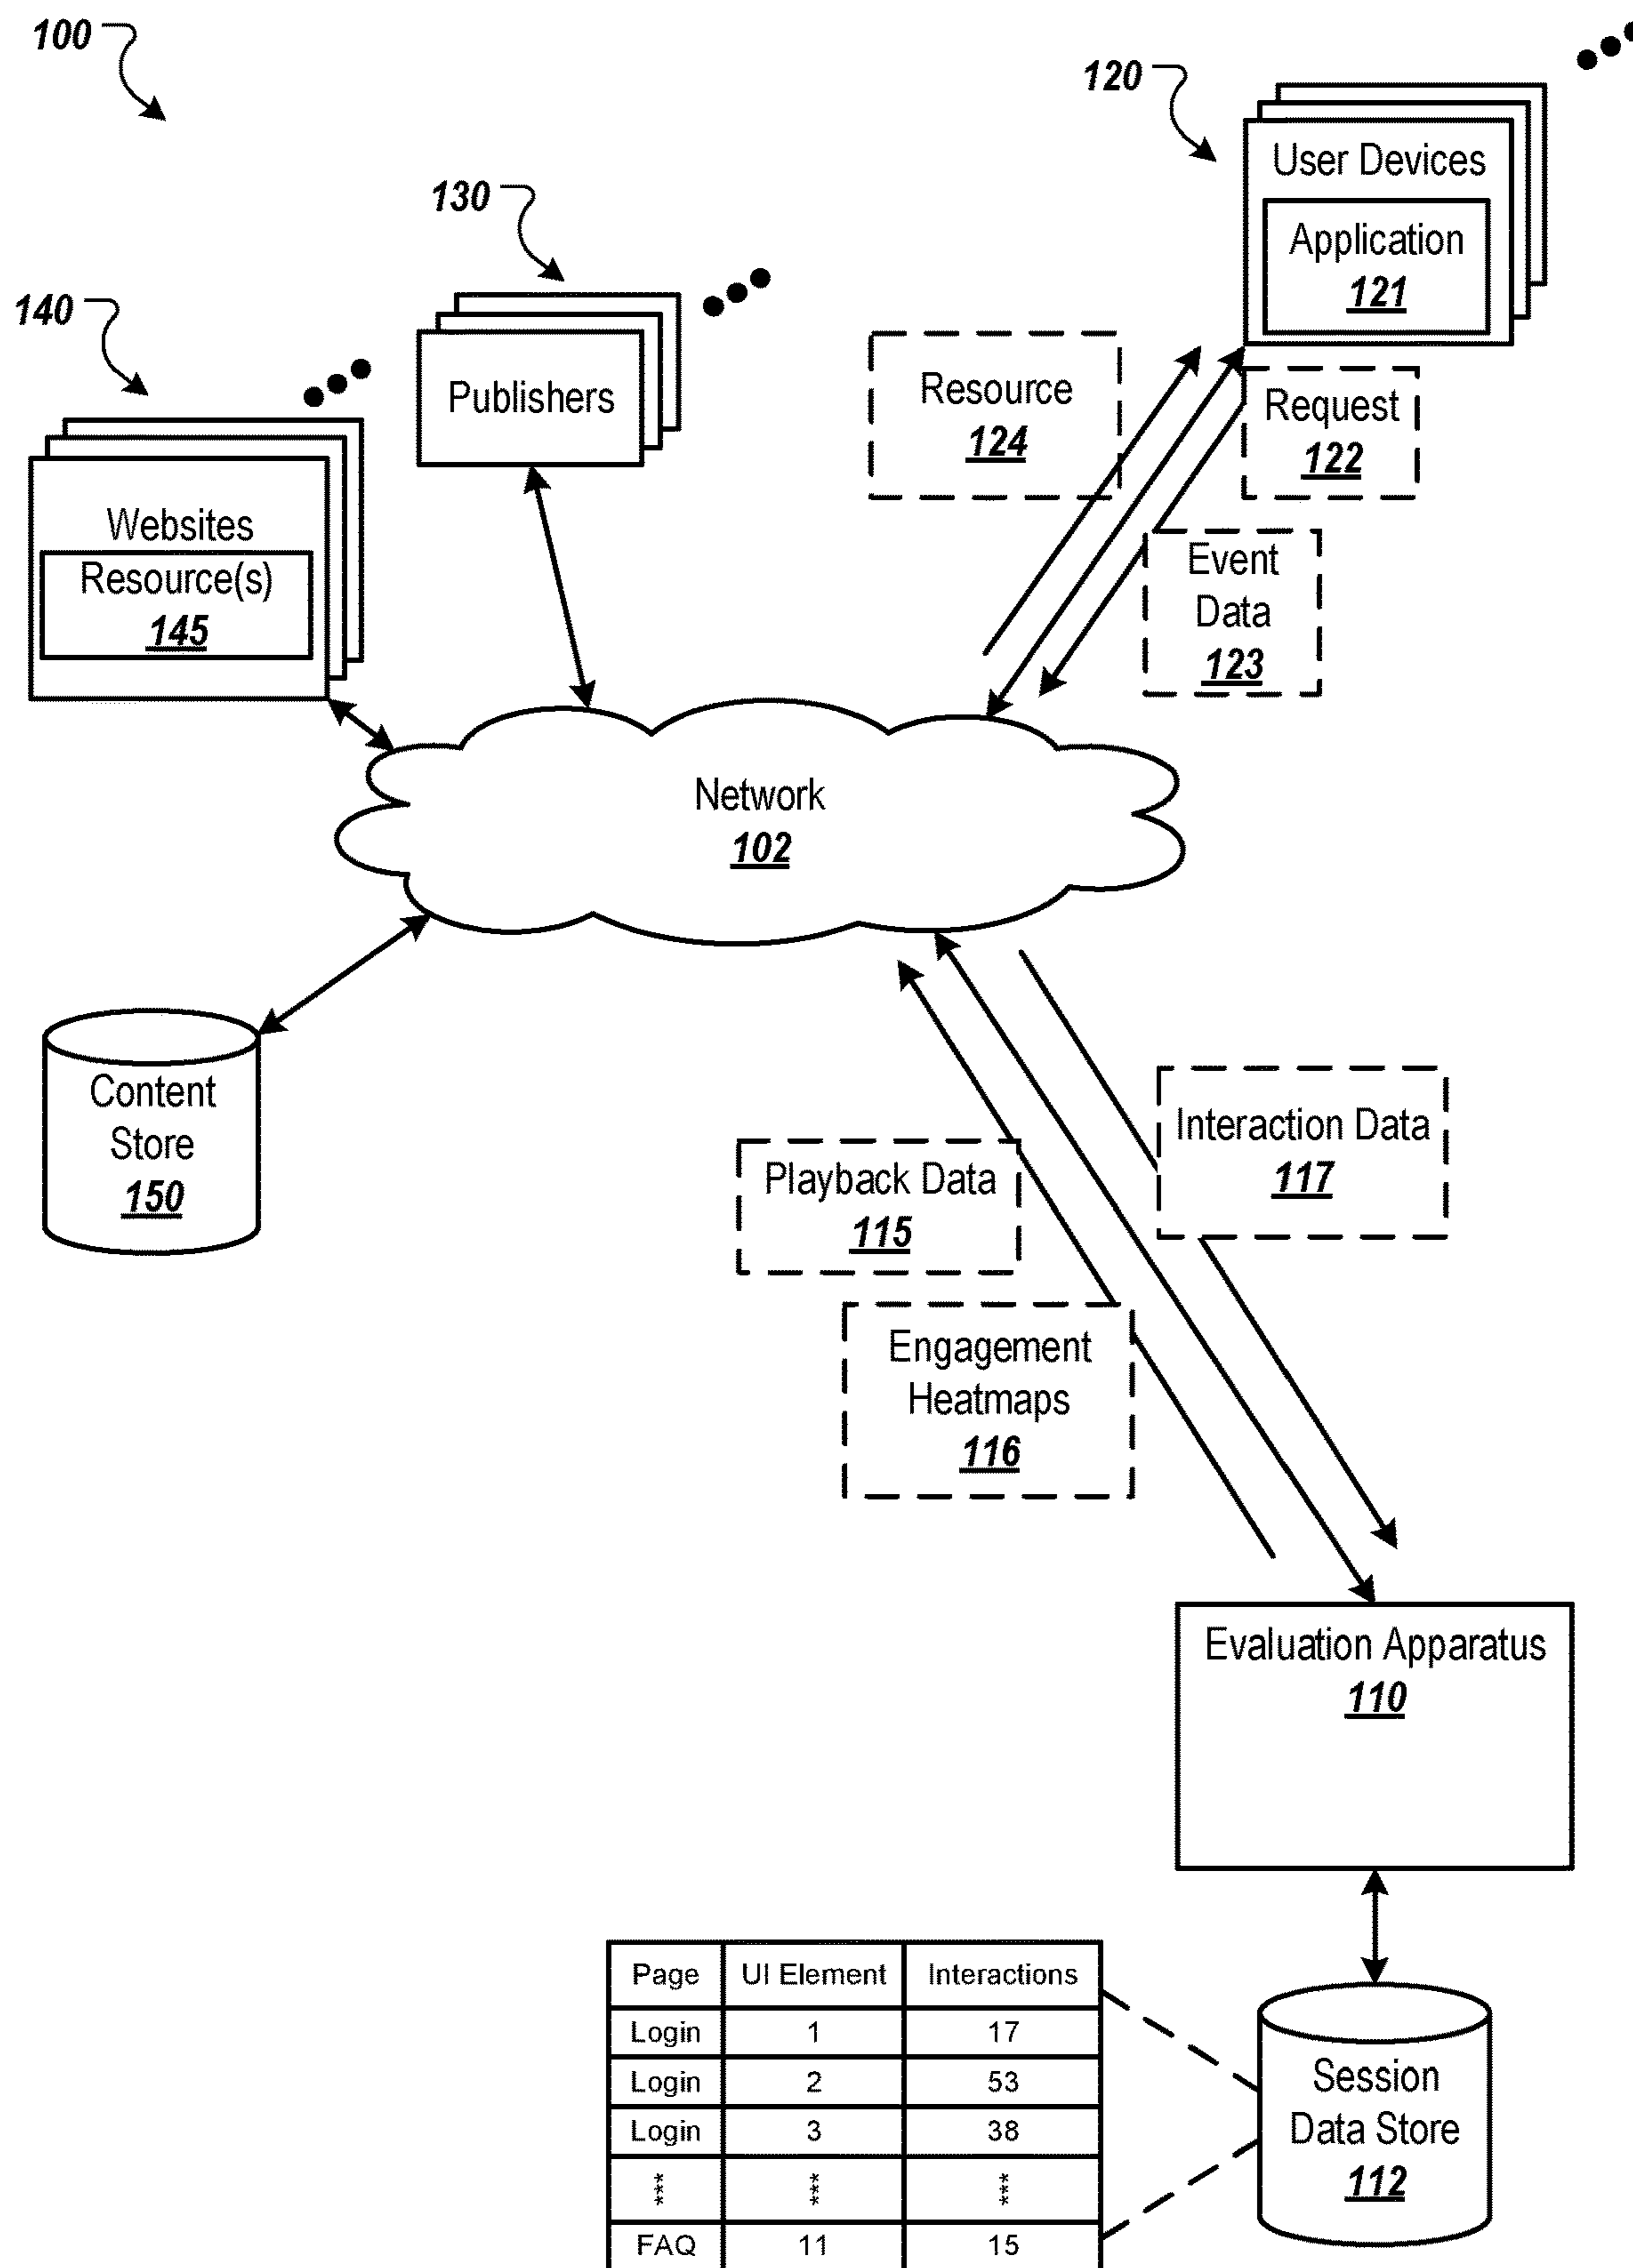 100
120
User Devices
Application
121
130
Publishers
140
Websites
Resource(s)
145
Resource
124
Request
122
Event
Data
123
Network
102
Content
Store
150
Interaction Data
117
Playback Data
115
Engagement
Heatmaps
116
Evaluation Apparatus
110
Page UI Element Interactions
Login 1 17
Login 2 53
Login 3 38
*** *** ***
FAQ 11 15
Session
Data Store
112